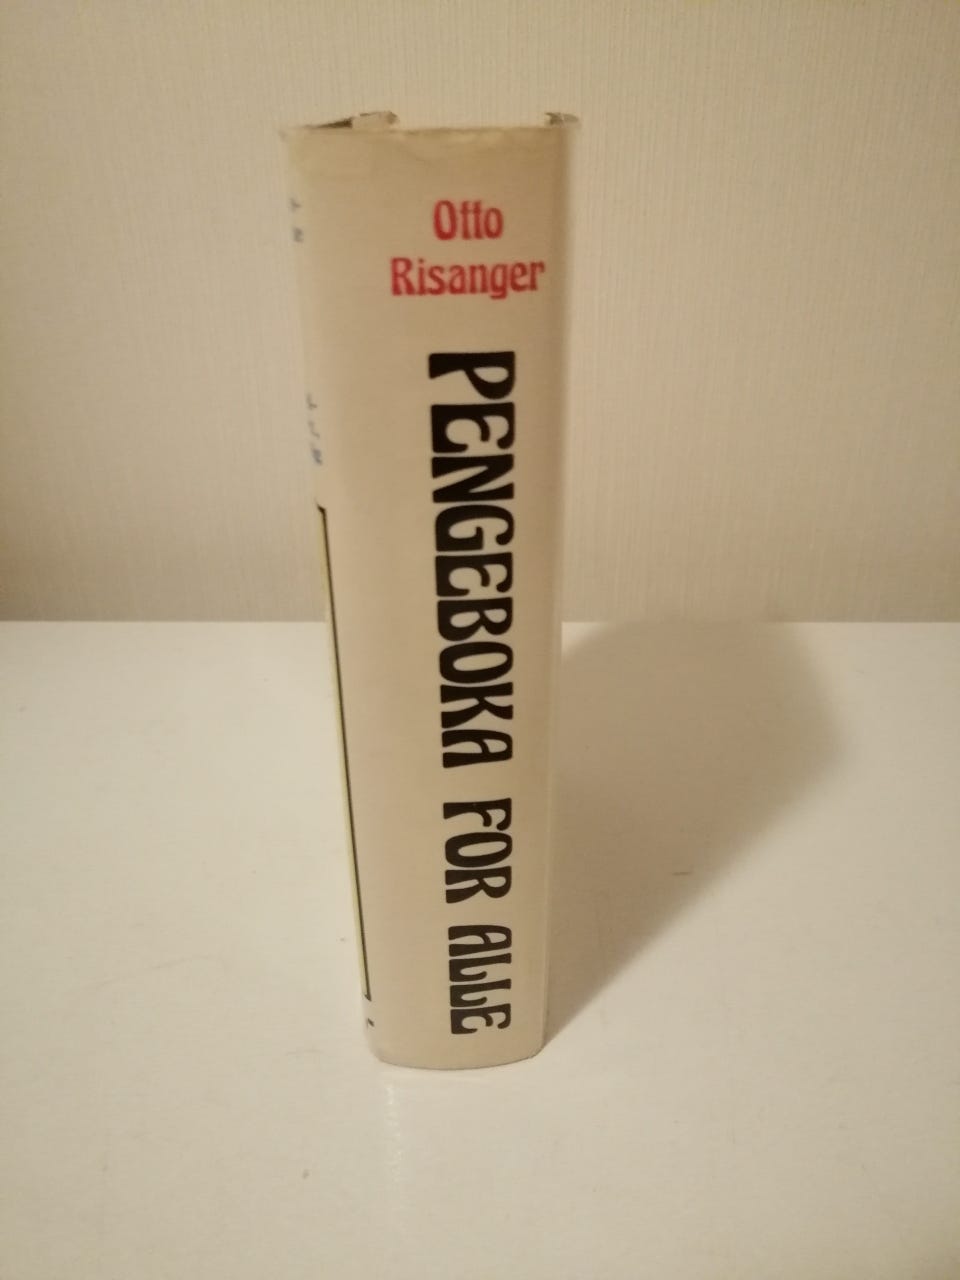 Otto
Risanger
PENGEBOKA FOR ALLE